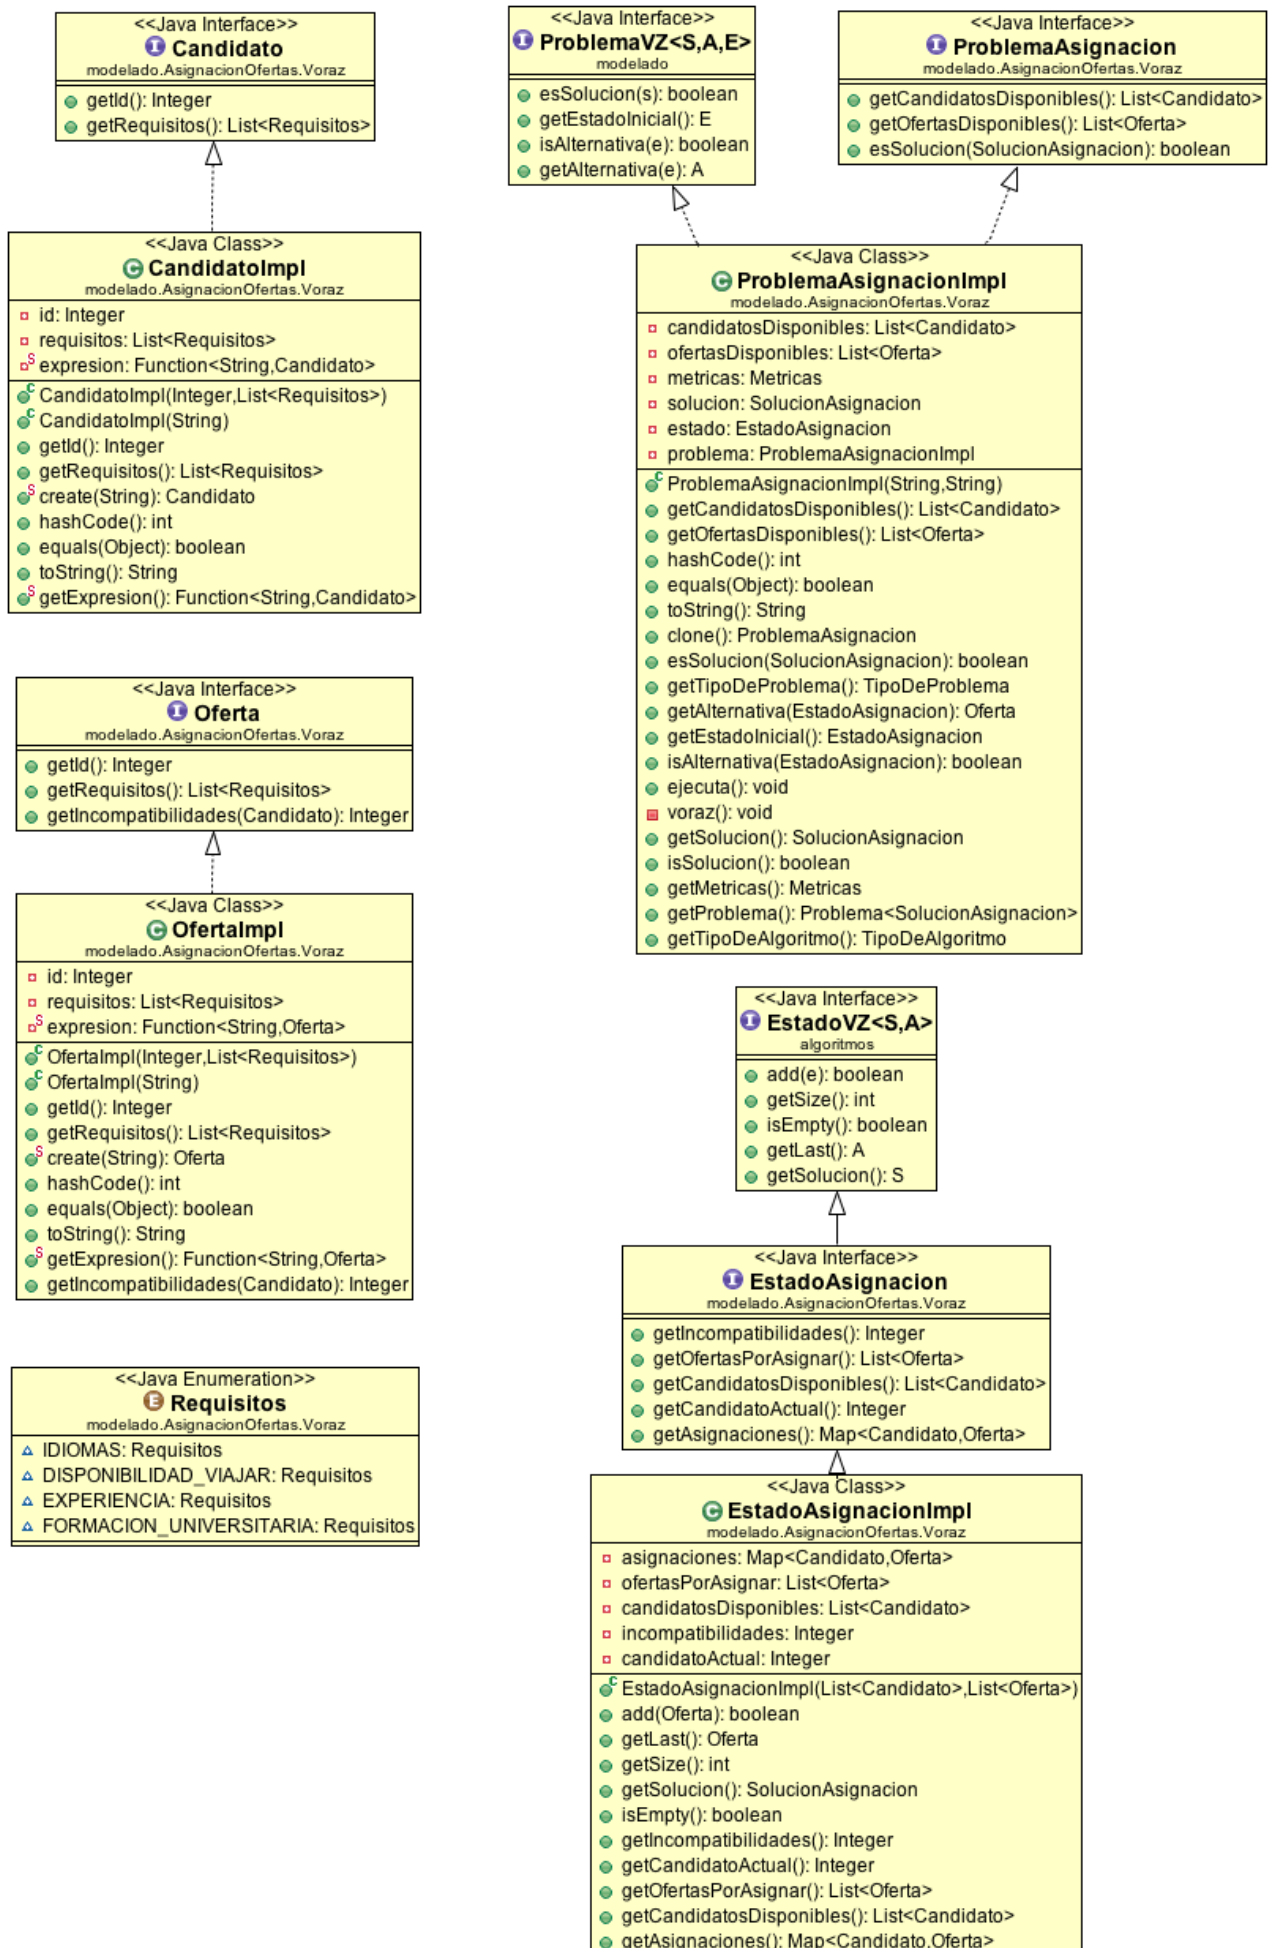 <<Java Interface>>
Candidato
modelado.AsignacionOfertas.Voraz
getId(): Integer
getRequisitos(): List<Requisitos>
<<Java Class>>
CandidatoImpl
modelado.AsignacionOfertas.Voraz
id: Integer
requisitos: List<Requisitos>
expresion: Function<String,Candidato>
CandidatoImpl(Integer,List<Requisitos>)
CandidatoImpl(String)
getId(): Integer
getRequisitos(): List<Requisitos>
create(String): Candidato
hashCode(): int
equals(Object): boolean
toString(): String
getExpresion(): Function<String,Candidato>
<<Java Interface>>
Oferta
modelado.AsignacionOfertas.Voraz
getId(): Integer
getRequisitos(): List<Requisitos>
getIncompatibilidades(Candidato): Integer
<<Java Class>>
OfertaImpl
modelado.AsignacionOfertas.Voraz
id: Integer
requisitos: List<Requisitos>
expresion: Function<String,Oferta>
OfertaImpl(Integer,List<Requisitos>)
OfertaImpl(String)
getId(): Integer
getRequisitos(): List<Requisitos>
create(String): Oferta
hashCode(): int
equals(Object): boolean
toString(): String
getExpresion(): Function<String,Oferta>
getIncompatibilidades(Candidato): Integer
<<Java Enumeration>>
Requisitos
modelado.AsignacionOfertas.Voraz
IDIOMAS: Requisitos
DISPONIBILIDAD_VIAJAR: Requisitos
EXPERIENCIA: Requisitos
FORMACION_UNIVERSITARIA: Requisitos
<<Java Interface>>
ProblemaVZ<S,A,E>
modelado
esSolucion(s): boolean
getEstadoInicial(): E
isAlternativa(e): boolean
getAlternativa(e): A
<<Java Interface>>
ProblemaAsignacion
modelado.AsignacionOfertas.Voraz
getCandidatosDisponibles(): List<Candidato>
getOfertasDisponibles(): List<Oferta>
esSolucion(SolucionAsignacion): boolean
<<Java Class>>
ProblemaAsignacionImpl
modelado.AsignacionOfertas.Voraz
candidatosDisponibles: List<Candidato>
ofertasDisponibles: List<Oferta>
metricas: Metricas
solucion: SolucionAsignacion
estado: EstadoAsignacion
problema: ProblemaAsignacionImpl
ProblemaAsignacionImpl(String,String)
getCandidatosDisponibles(): List<Candidato>
getOfertasDisponibles(): List<Oferta>
hashCode(): int
equals(Object): boolean
toString(): String
clone(): ProblemaAsignacion
esSolucion(SolucionAsignacion): boolean
getTipoDeProblema(): TipoDeProblema
getAlternativa(EstadoAsignacion): Oferta
getEstadoInicial(): EstadoAsignacion
isAlternativa(EstadoAsignacion): boolean
ejecuta(): void
voraz(): void
getSolucion(): SolucionAsignacion
isSolucion(): boolean
getMetricas(): Metricas
getProblema(): Problema<SolucionAsignacion>
getTipoDeAlgoritmo(): TipoDeAlgoritmo
<<Java Interface>>
EstadoVZ<S,A>
algoritmos
add(e): boolean
getSize(): int
isEmpty(): boolean
getLast(): A
getSolucion(): S
<<Java Interface>>
EstadoAsignacion
modelado.AsignacionOfertas.Voraz
getIncompatibilidades(): Integer
getOfertasPorAsignar(): List<Oferta>
getCandidatosDisponibles(): List<Candidato>
getCandidatoActual(): Integer
getAsignaciones(): Map<Candidato,Oferta>
<<Java Class>>
EstadoAsignacionImpl
modelado.AsignacionOfertas.Voraz
asignaciones: Map<Candidato,Oferta>
ofertasPorAsignar: List<Oferta>
candidatosDisponibles: List<Candidato>
incompatibilidades: Integer
candidatoActual: Integer
EstadoAsignacionImpl(List<Candidato>,List<Oferta>)
add(Oferta): boolean
getLast(): Oferta
getSize(): int
getSolucion(): SolucionAsignacion
isEmpty(): boolean
getIncompatibilidades(): Integer
getCandidatoActual(): Integer
getOfertasPorAsignar(): List<Oferta>
getCandidatosDisponibles(): List<Candidato>
getAsignaciones(): Map<Candidato,Oferta>